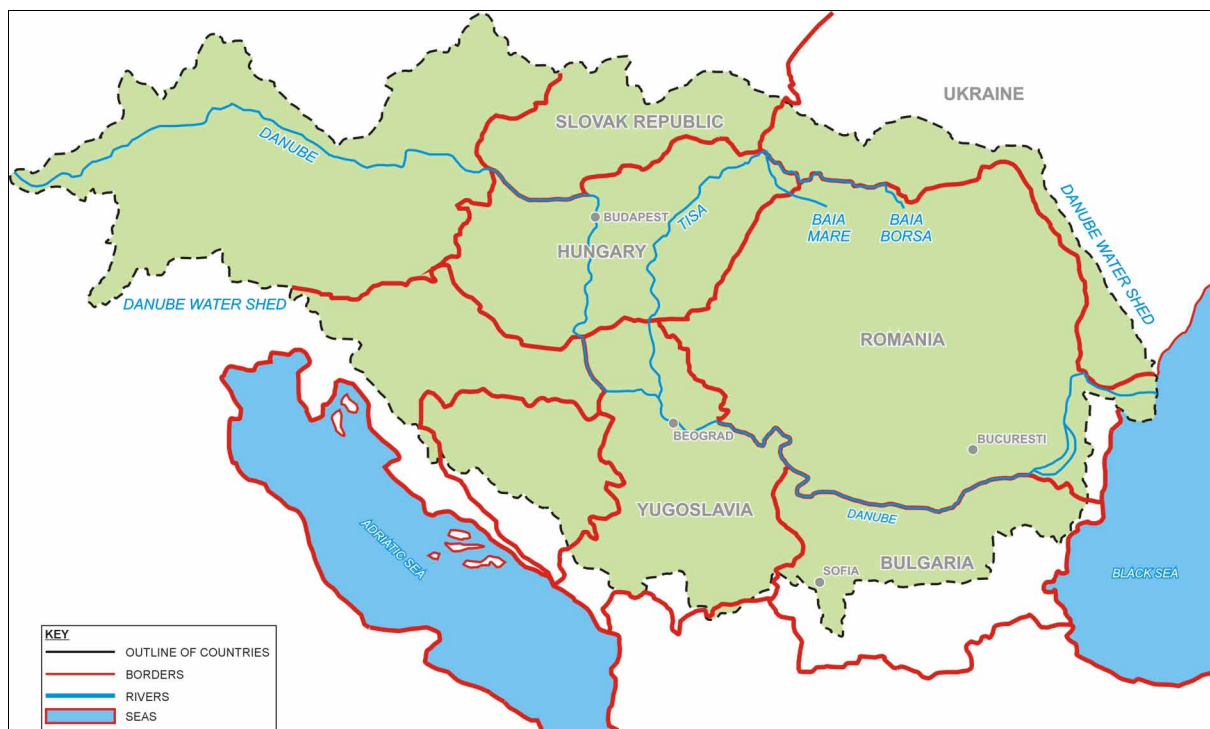 UKRAINE
SLOVAK REPUBLIC
DANUBE
TISA
BUDAPEST
BAIA
MARE
BAIA
BORSA
HUNGARY
DANUBE WATER SHED
DANUBE WATER SHED
ROMANIA
BEOGRAD
BUCURESTI
YUGOSLAVIA
DANUBE
ADRIATIC SEA
SOFIA
BULGARIA
BLACK SEA
KEY
OUTLINE OF COUNTRIES
BORDERS
RIVERS
SEAS